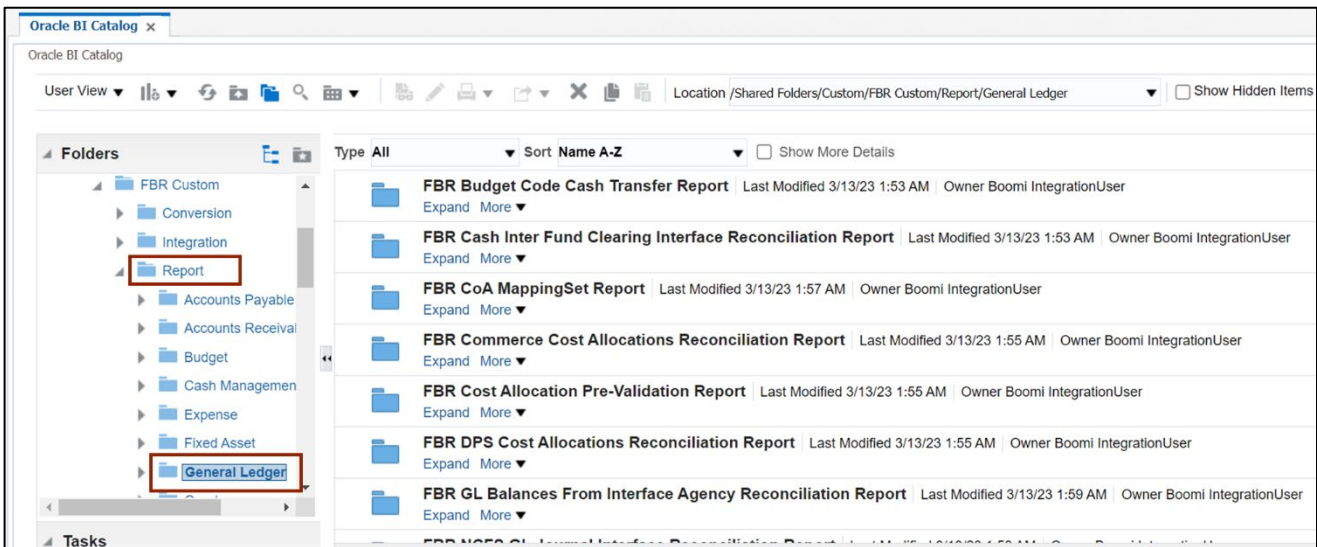 Oracle BI Catalog ×
Oracle BI Catalog
User View Location /Shared Folders/Custom/FBR Custom/Report/General Ledger Show Hidden Items
Folders Type All Sort Name A-Z Show More Details
FBR Custom
Conversion
Integration
Report
Accounts Payable
Accounts Receival
Budget
Cash Managemen
Expense
Fixed Asset
General Ledger
Tasks
FBR Budget Code Cash Transfer Report Last Modified 3/13/23 1:53 AM Owner Boomi IntegrationUser
Expand More
FBR Cash Inter Fund Clearing Interface Reconciliation Report Last Modified 3/13/23 1:53 AM Owner Boomi IntegrationUser
Expand More
FBR CoA MappingSet Report Last Modified 3/13/23 1:57 AM Owner Boomi IntegrationUser
Expand More
FBR Commerce Cost Allocations Reconciliation Report Last Modified 3/13/23 1:55 AM Owner Boomi IntegrationUser
Expand More
FBR Cost Allocation Pre-Validation Report Last Modified 3/13/23 1:55 AM Owner Boomi IntegrationUser
Expand More
FBR DPS Cost Allocations Reconciliation Report Last Modified 3/13/23 1:55 AM Owner Boomi IntegrationUser
Expand More
FBR GL Balances From Interface Agency Reconciliation Report Last Modified 3/13/23 1:59 AM Owner Boomi IntegrationUser
Expand More